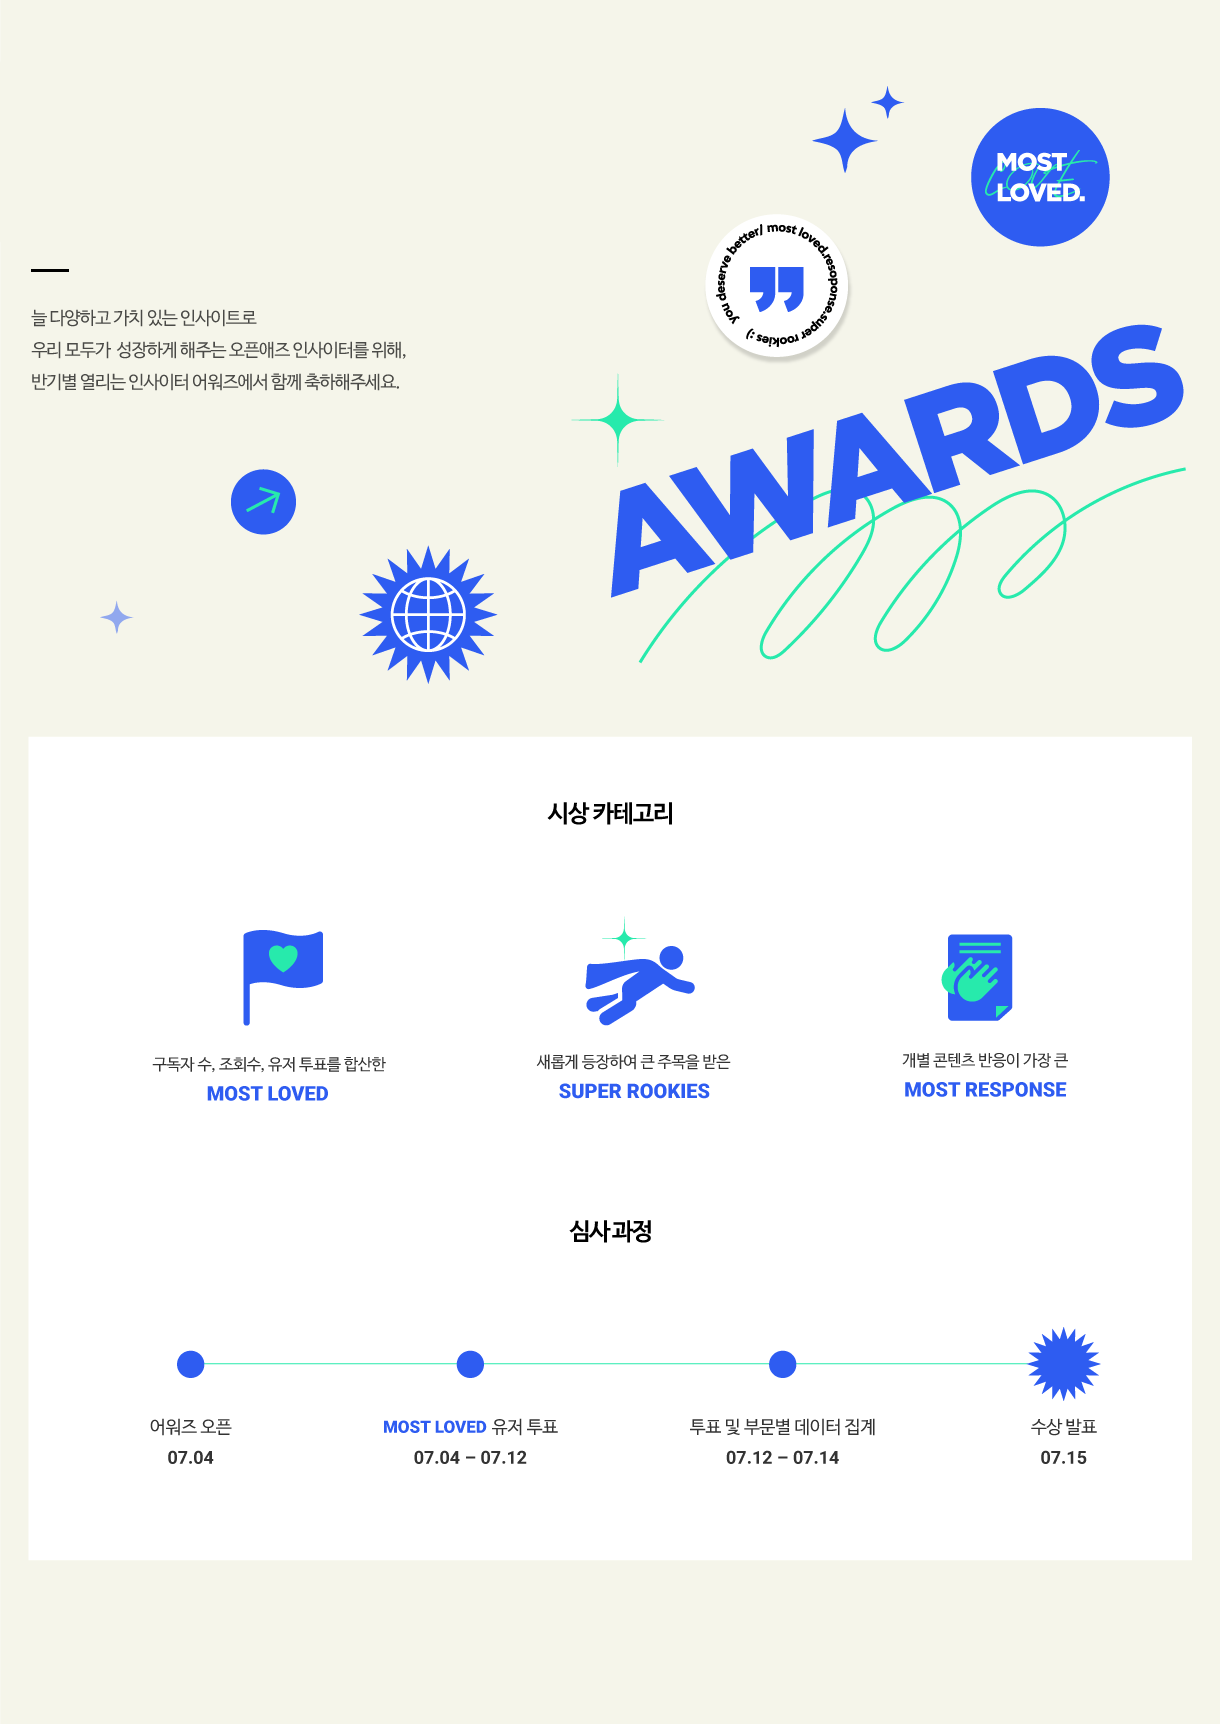 MOST
love
LOVED.
you deserve better/ most loved.resoponse.super rookies :)
늘 다양하고 가치 있는 인사이트로
우리 모두가 성장하게 해주는 오픈애즈 인사이터를 위해,
반기별 열리는 인사이터 어워즈에서 함께 축하해주세요.
AWARDS
시상 카테고리
구독자 수, 조회수, 유저 투표를 합산한
MOST LOVED
새롭게 등장하여 큰 주목을 받은
SUPER ROOKIES
개별 콘텐츠 반응이 가장 큰
MOST RESPONSE
심사 과정
어워즈 오픈
07.04
MOST LOVED 유저 투표
07.04 – 07.12
투표 및 부문별 데이터 집계
07.12 – 07.14
수상 발표
07.15